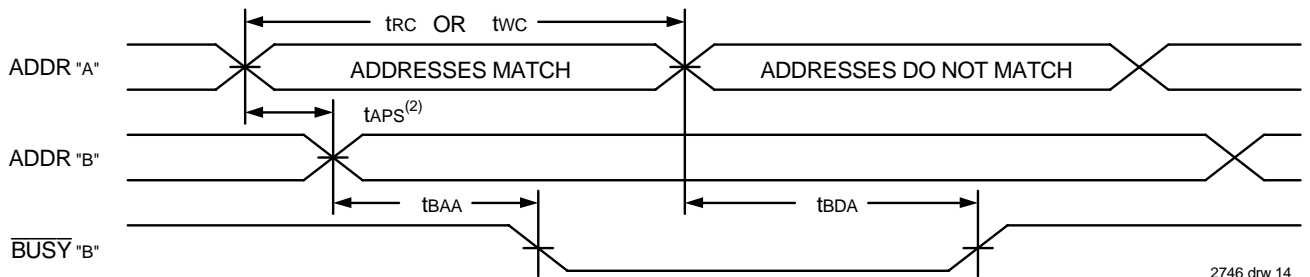 tRC OR tWC
ADDR "A"
ADDRESSES MATCH
ADDRESSES DO NOT MATCH
tAPS(2)
ADDR "B"
tBAA
tBDA
BUSY "B"
2746 drw 14